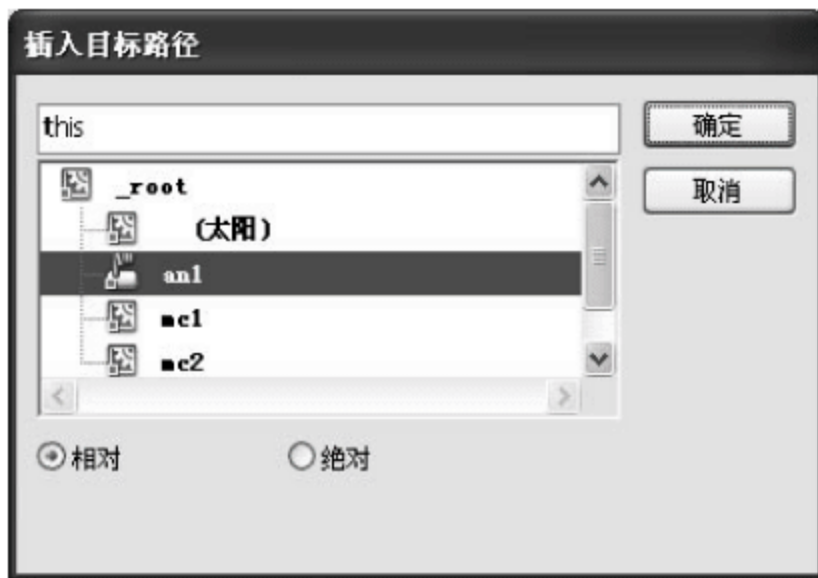 插入目标路径
this
确定
_root
取消
(太阳)
an1
mc1
mc2
相对
绝对